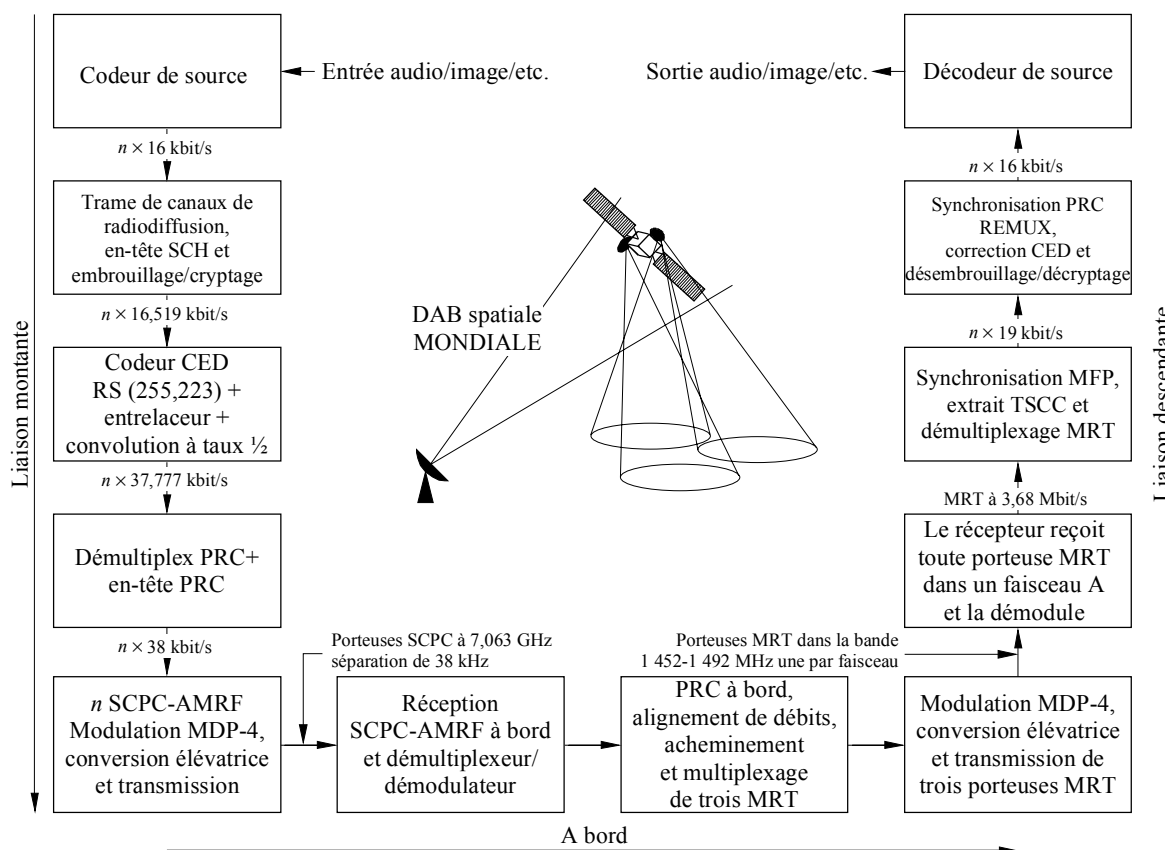 Codeur de source
Entrée audio/image/etc.
Sortie audio/image/etc.
Décodeur de source
n × 16 kbit/s
n × 16 kbit/s
Trame de canaux de
radiodiffusion,
en-tête SCH et
embrouillage/cryptage
Synchronisation PRC
REMUX,
correction CED et
désembrouillage/décryptage
n × 16,519 kbit/s
DAB spatiale
MONDIALE
n × 19 kbit/s
Codeur CED
RS (255,223) +
entrelaceur +
convolution à taux ½
Synchronisation MFP,
extrait TSCC et
démultiplexage MRT
Liaison montante
Liaison descendante
n × 37,777 kbit/s
MRT à 3,68 Mbit/s
Démultiplex PRC+
en-tête PRC
Le récepteur reçoit
toute porteuse MRT
dans un faisceau A
et la démodule
n × 38 kbit/s
Porteuses SCPC à 7,063 GHz
séparation de 38 kHz
Porteuses MRT dans la bande
1 452-1 492 MHz une par faisceau
n SCPC-AMRF
Modulation MDP-4,
conversion élévatrice
et transmission
Réception
SCPC-AMRF à bord
et démultiplexeur/
démodulateur
PRC à bord,
alignement de débits,
acheminement
et multiplexage
de trois MRT
Modulation MDP-4,
conversion élévatrice
et transmission de
trois porteuses MRT
A bord